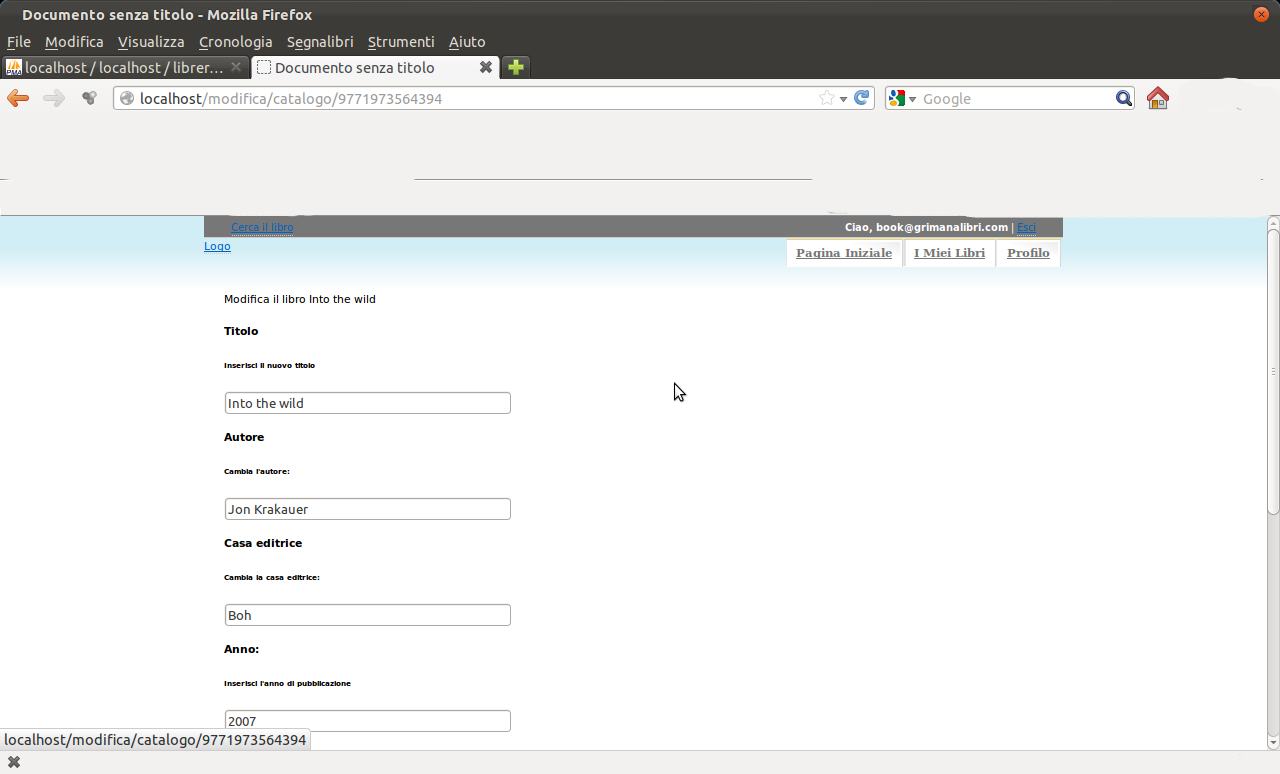 Documento senza titolo - Mozilla Firefox
File Modifica Visualizza Cronologia Segnalibri Strumenti Aiuto
localhost / localhost / librer... Documento senza titolo
localhost/modifica/catalogo/9771973564394 Google
Cerca il libro Ciao, book@grimanalibri.com | Esci
Logo
Pagina Iniziale I Miei Libri Profilo
Modifica il libro Into the wild
Titolo
Inserisci il nuovo titolo
Into the wild
Autore
Cambia l'autore:
Jon Krakauer
Casa editrice
Cambia la casa editrice:
Boh
Anno:
Inserisci l'anno di pubblicazione
2007
localhost/modifica/catalogo/9771973564394